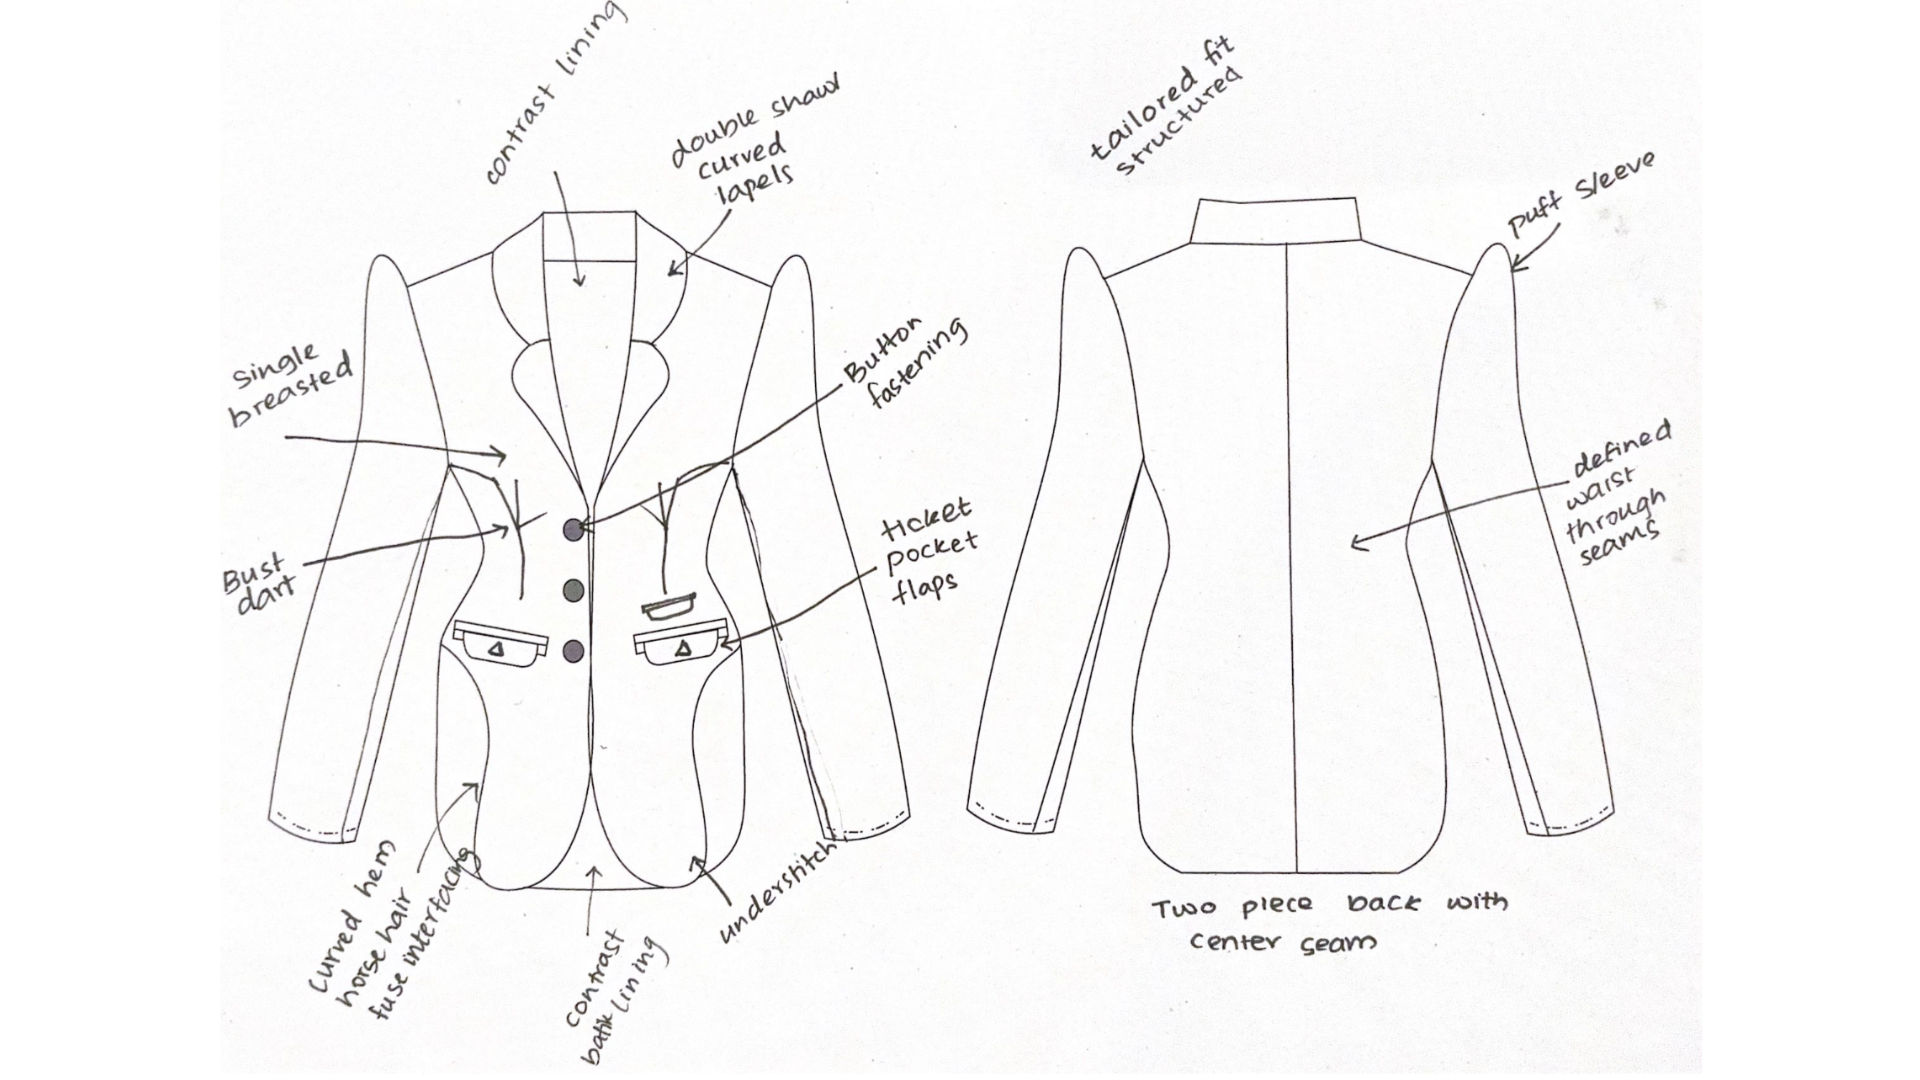 contrast lining
double shawl
curved
lapels
tailored fit
structured
puff sleeve
single
breasted
Button
fastening
Bust
dart
ticket
pocket
flaps
defined
waist
through
seams
curved hem
horse hair
fuse interfacing
contrast
batik lining
understitch
Two piece back with
center seam